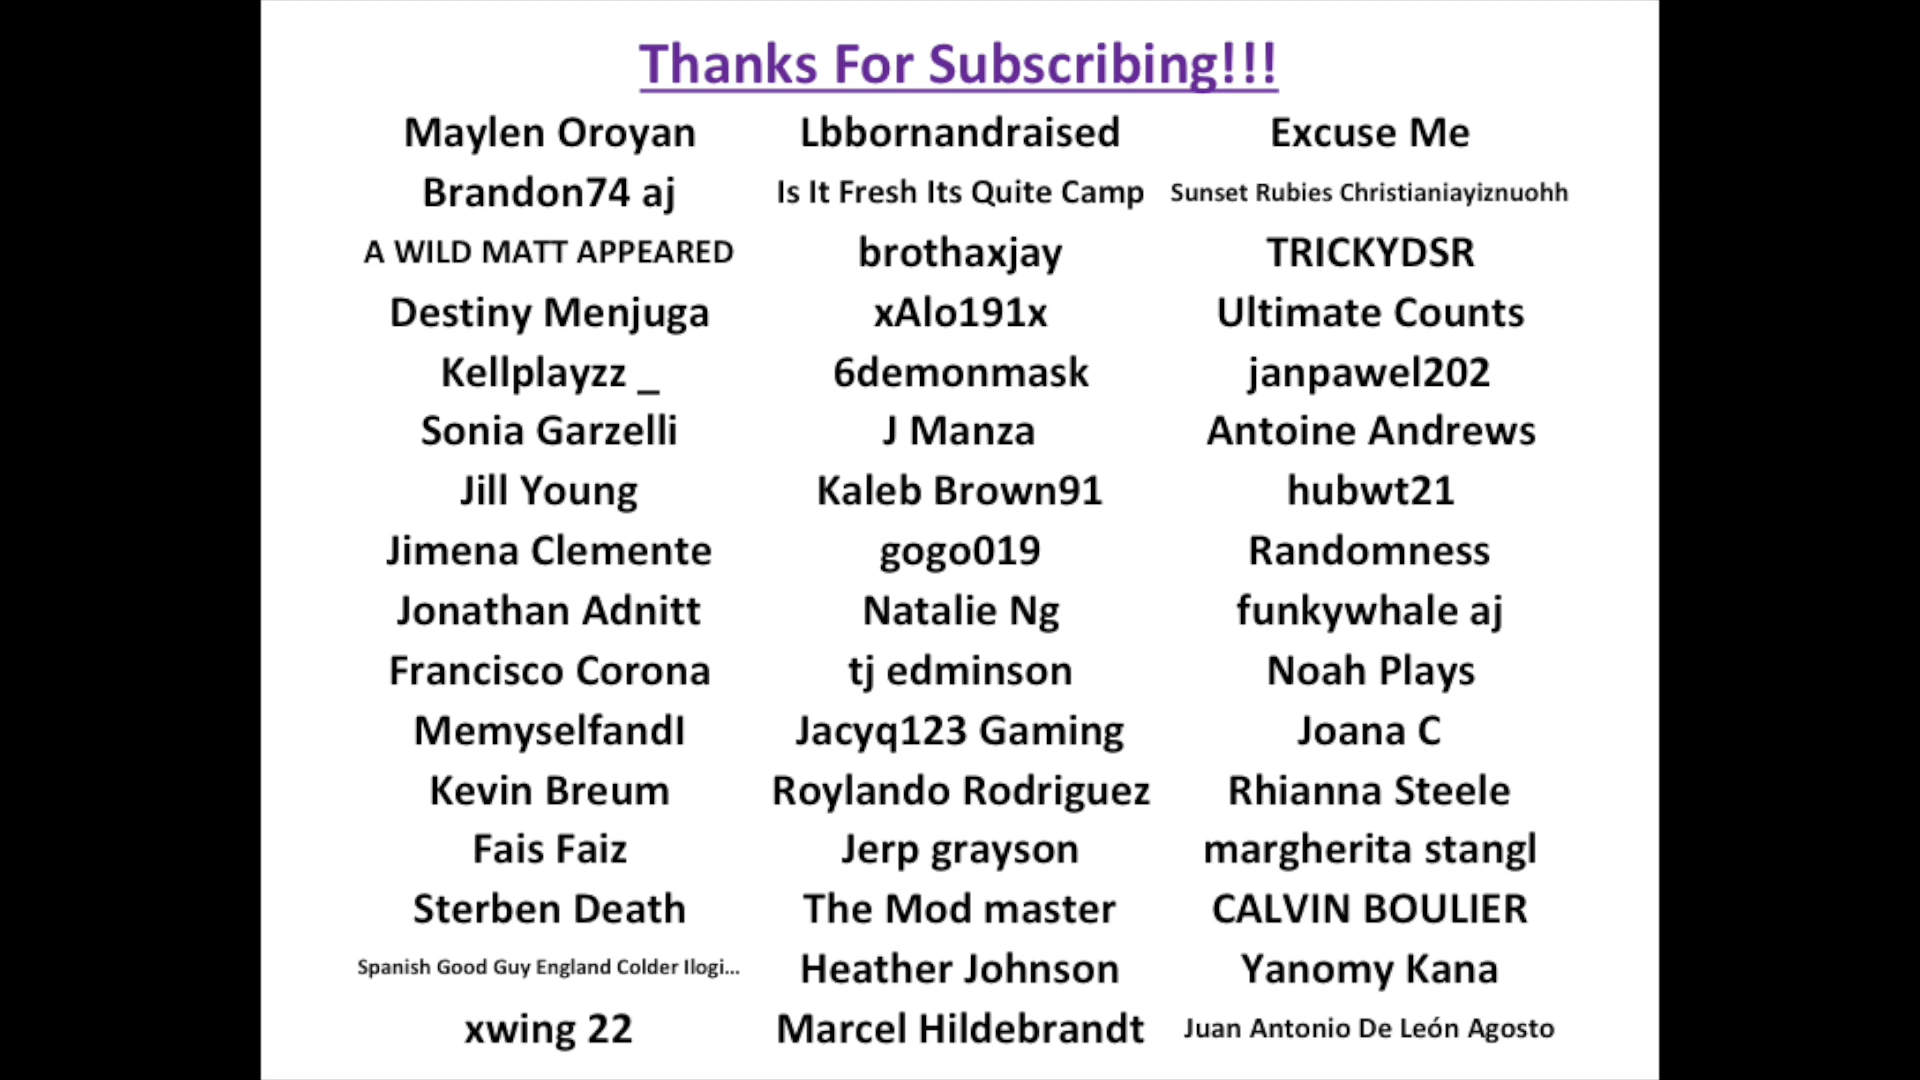 Thanks For Subscribing!!!
Maylen Oroyan Lbbornandraised Excuse Me
Brandon74 aj Is It Fresh Its Quite Camp Sunset Rubies Christianiayiznuohh
A WILD MATT APPEARED brothaxjay TRICKYDSR
Destiny Menjuga xAlo191x Ultimate Counts
Kellplayzz _ 6demonmask janpawel202
Sonia Garzelli J Manza Antoine Andrews
Jill Young Kaleb Brown91 hubwt21
Jimena Clemente gogo019 Randomness
Jonathan Adnitt Natalie Ng funkywhale aj
Francisco Corona tj edminson Noah Plays
MemyselfandI Jacyq123 Gaming Joana C
Kevin Breum Roylando Rodriguez Rhianna Steele
Fais Faiz Jerp grayson margherita stangl
Sterben Death The Mod master CALVIN BOULIER
Spanish Good Guy England Colder Ilogi... Heather Johnson Yanomy Kana
xwing 22 Marcel Hildebrandt Juan Antonio De León Agosto